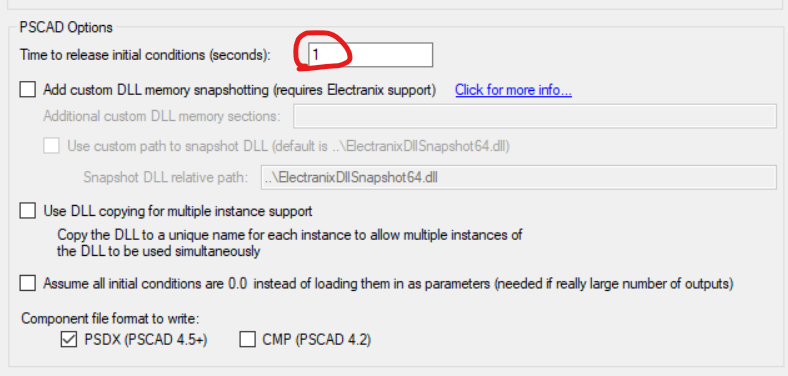 PSCAD Options
Time to release initial conditions (seconds): 1
Add custom DLL memory snapshotting (requires Electranix support) Click for more info...
Additional custom DLL memory sections:
Use custom path to snapshot DLL (default is ..\ElectranixDllSnapshot64.dll)
Snapshot DLL relative path: ..\ElectranixDllSnapshot64.dll
Use DLL copying for multiple instance support
Copy the DLL to a unique name for each instance to allow multiple instances of
the DLL to be used simultaneously
Assume all initial conditions are 0.0 instead of loading them in as parameters (needed if really large number of outputs)
Component file format to write:
PSDX (PSCAD 4.5+) CMP (PSCAD 4.2)